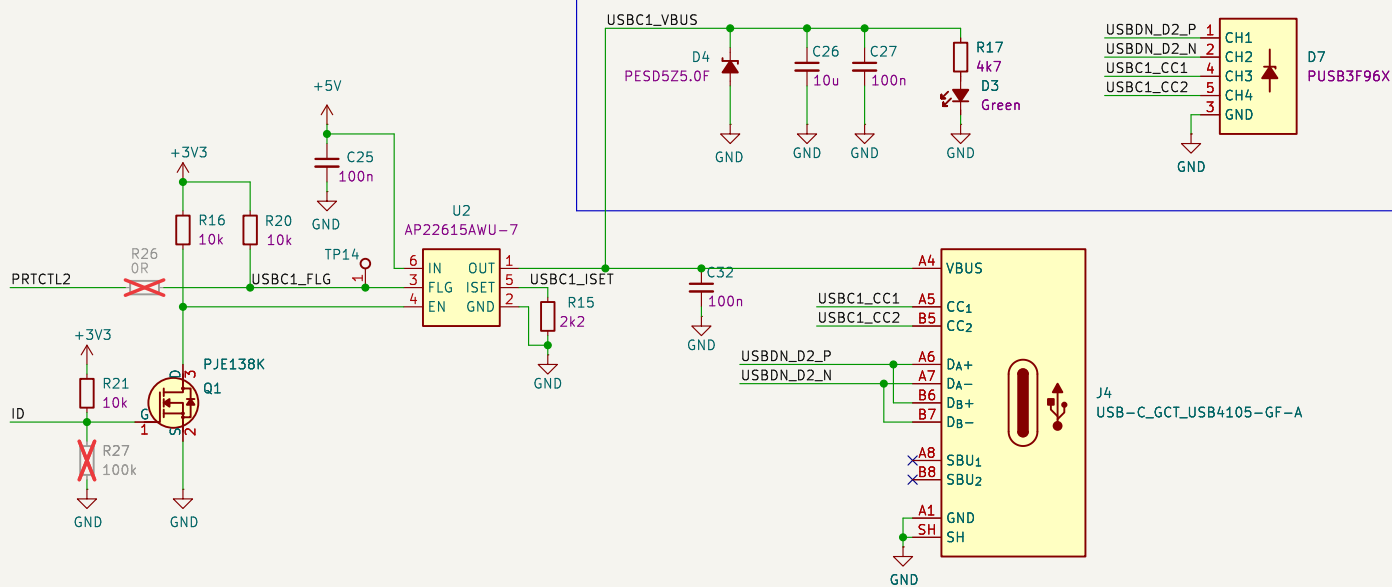 USBC1_VBUS
D4
PESD5Z5.0F
C26
10u
C27
100n
R17
4k7
D3
Green
GND
GND
GND
GND
USBDN_D2_P
USBDN_D2_N
USBC1_CC1
USBC1_CC2
1
2
4
5
3
CH1
CH2
CH3
CH4
GND
D7
PUSB3F96X
GND
+5V
C25
100n
GND
+3V3
R16
10k
R20
10k
R26
0R
PRTCTL2
USBC1_FLG
TP14
1
U2
AP22615AWU-7
6 IN
3 FLG
4 EN
OUT 1
ISET 5
GND 2
USBC1_ISET
R15
2k2
GND
C32
100n
GND
+3V3
R21
10k
ID
R27
100k
GND
PJE138K
Q1
D
3
G
1
S
2
GND
USBC1_CC1
USBC1_CC2
USBDN_D2_P
USBDN_D2_N
A4 VBUS
A5 CC1
B5 CC2
A6 DA+
A7 DA-
B6 DB+
B7 DB-
A8 SBU1
B8 SBU2
A1 GND
SH SH
GND
J4
USB-C_GCT_USB4105-GF-A